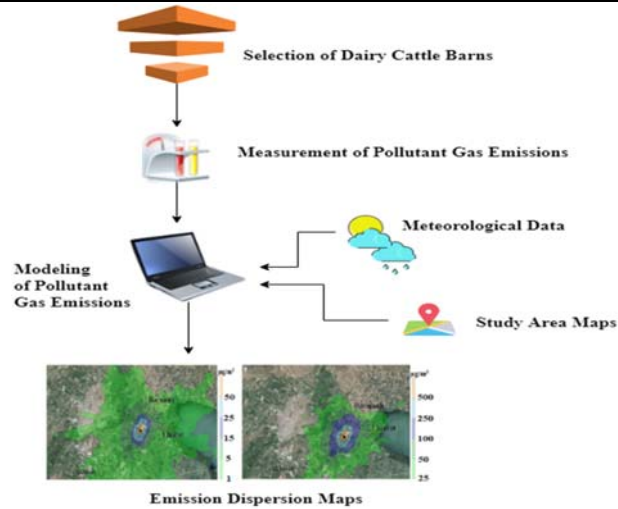 Selection of Dairy Cattle Barns
Measurement of Pollutant Gas Emissions
Meteorological Data
Modeling
of Pollutant
Gas Emissions
Study Area Maps
50
25
15
5
1
500
250
100
50
25
Emission Dispersion Maps